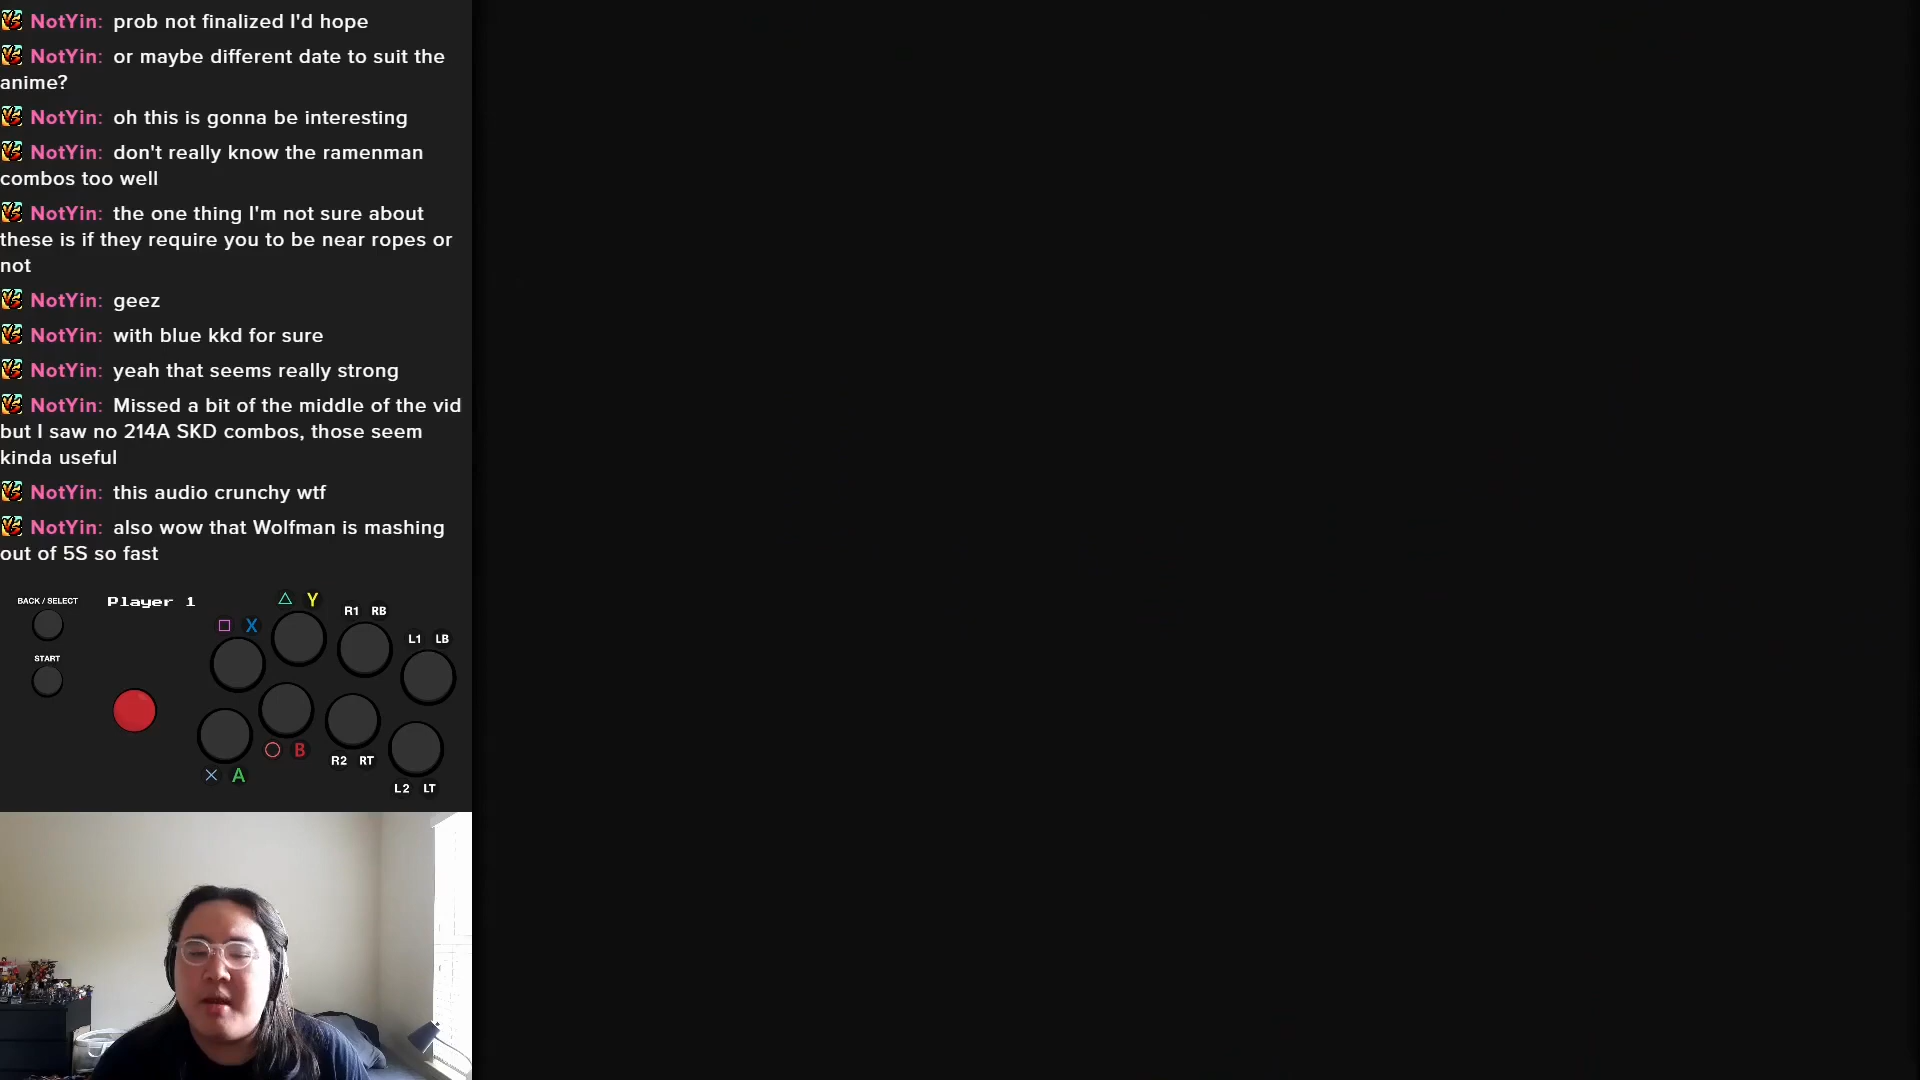 NotYin: prob not finalized I'd hope
NotYin: or maybe different date to suit the
anime?
NotYin: oh this is gonna be interesting
NotYin: don't really know the ramenman
combos too well
NotYin: the one thing I'm not sure about
these is if they require you to be near ropes or
not
NotYin: geez
NotYin: with blue kkd for sure
NotYin: yeah that seems really strong
NotYin: Missed a bit of the middle of the vid
but I saw no 214A SKD combos, those seem
kinda useful
NotYin: this audio crunchy wtf
NotYin: also wow that Wolfman is mashing
out of 5S so fast
BACK / SELECT
Player 1
△ Y
R1 RB
□ X
L1 LB
START
○ B
R2 RT
× A
L2 LT